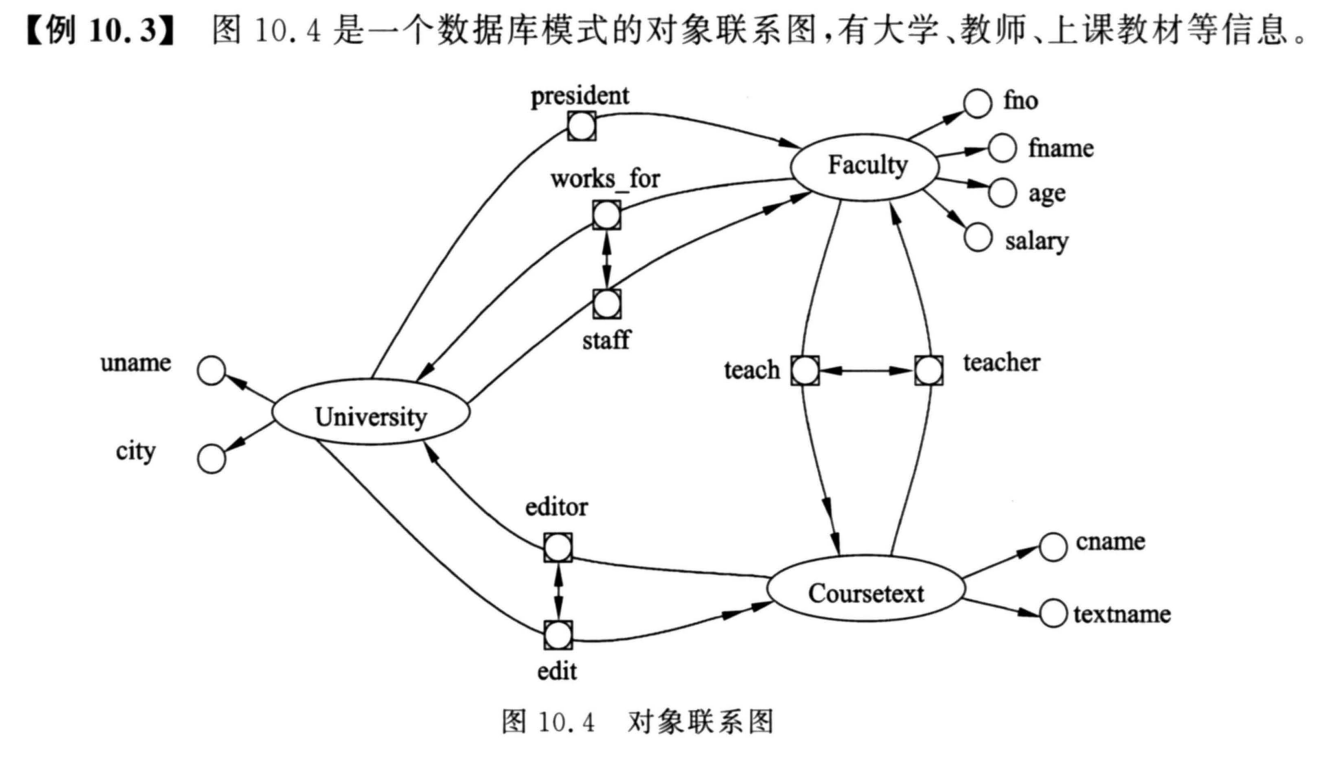 【例 10.3】 图 10.4 是一个数据库模式的对象联系图,有大学、教师、上课教材等信息。
president
fno
Faculty
fname
works_for
age
salary
staff
uname
teach
teacher
University
city
editor
cname
Coursetext
textname
edit
图 10.4 对象联系图